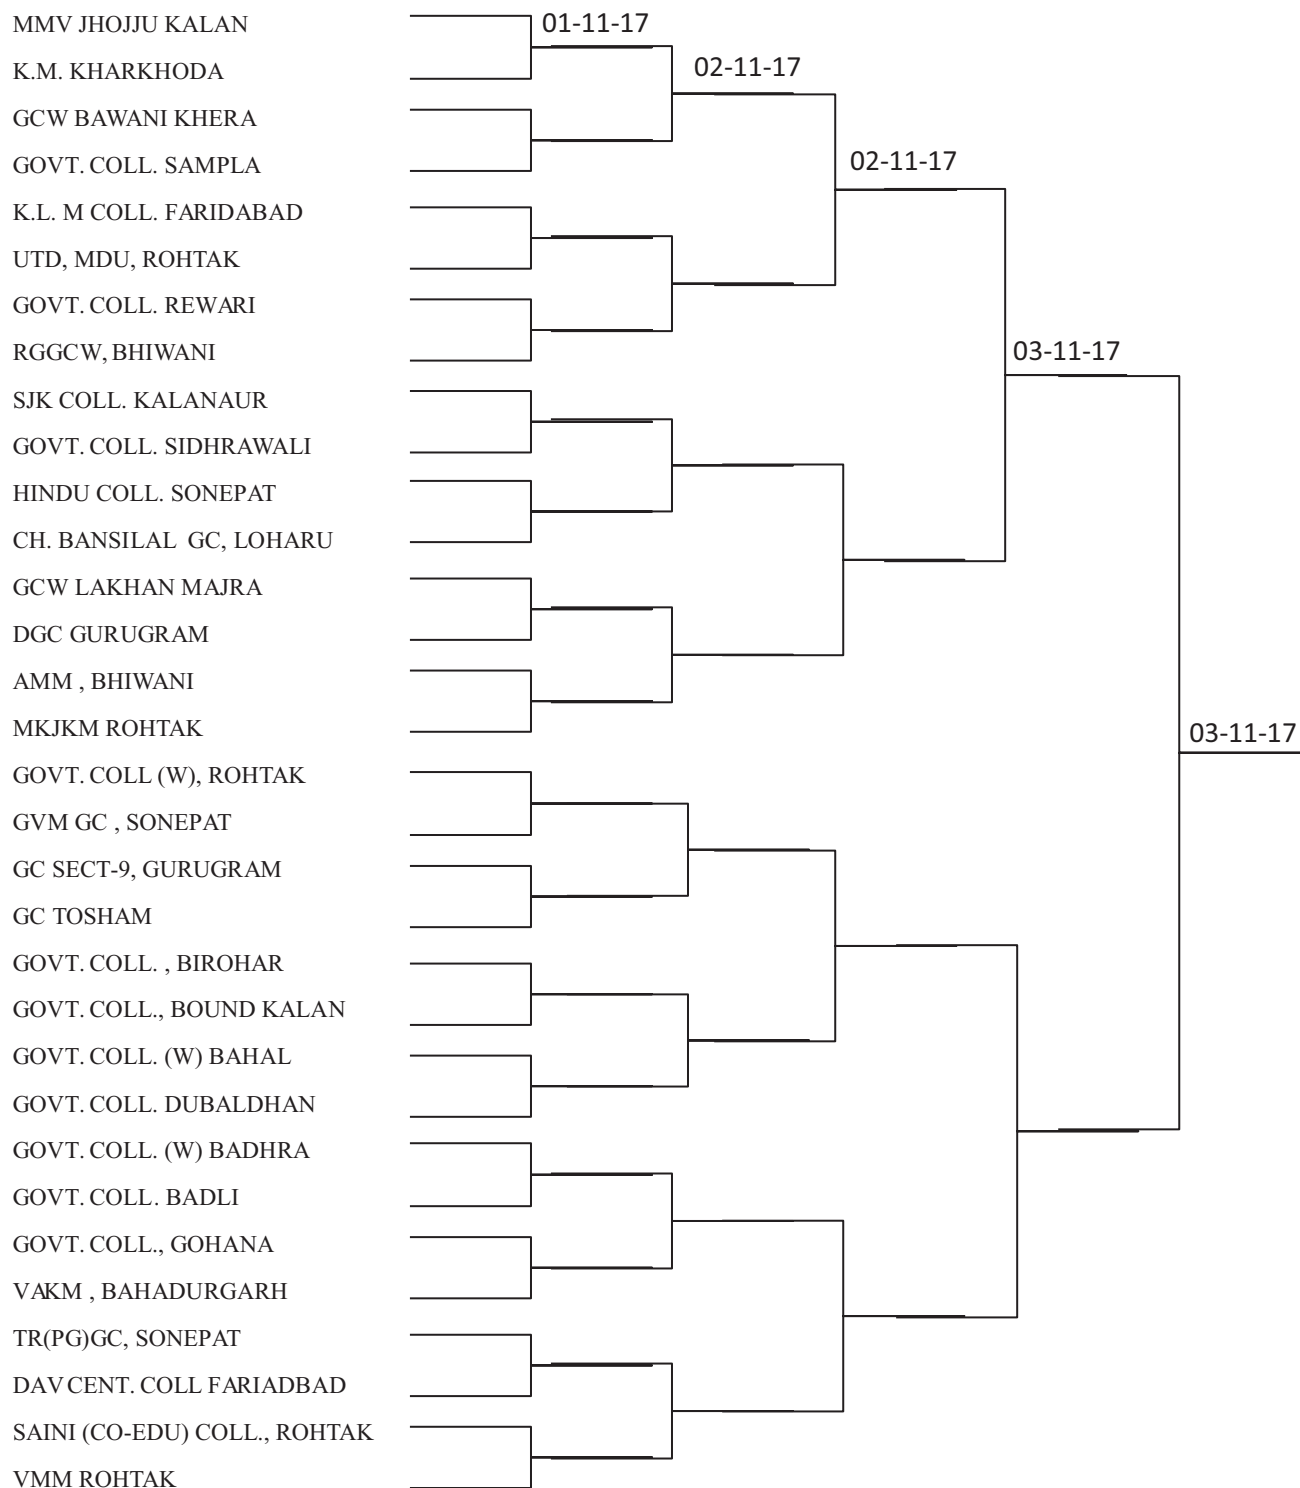 MMV JHOJJU KALAN
01-11-17
K.M. KHARKHODA
02-11-17
GCW BAWANI KHERA
GOVT. COLL. SAMPLA
02-11-17
K.L. M COLL. FARIDABAD
UTD, MDU, ROHTAK
GOVT. COLL. REWARI
RGGCW, BHIWANI
03-11-17
SJK COLL. KALANAUR
GOVT. COLL. SIDHRAWALI
HINDU COLL. SONEPAT
CH. BANSILAL GC, LOHARU
GCW LAKHAN MAJRA
DGC GURUGRAM
AMM , BHIWANI
MKJKM ROHTAK
03-11-17
GOVT. COLL (W), ROHTAK
GVM GC , SONEPAT
GC SECT-9, GURUGRAM
GC TOSHAM
GOVT. COLL. , BIROHAR
GOVT. COLL., BOUND KALAN
GOVT. COLL. (W) BAHAL
GOVT. COLL. DUBALDHAN
GOVT. COLL. (W) BADHRA
GOVT. COLL. BADLI
GOVT. COLL., GOHANA
VAKM , BAHADURGARH
TR(PG)GC, SONEPAT
DAV CENT. COLL FARIADBAD
SAINI (CO-EDU) COLL., ROHTAK
VMM ROHTAK